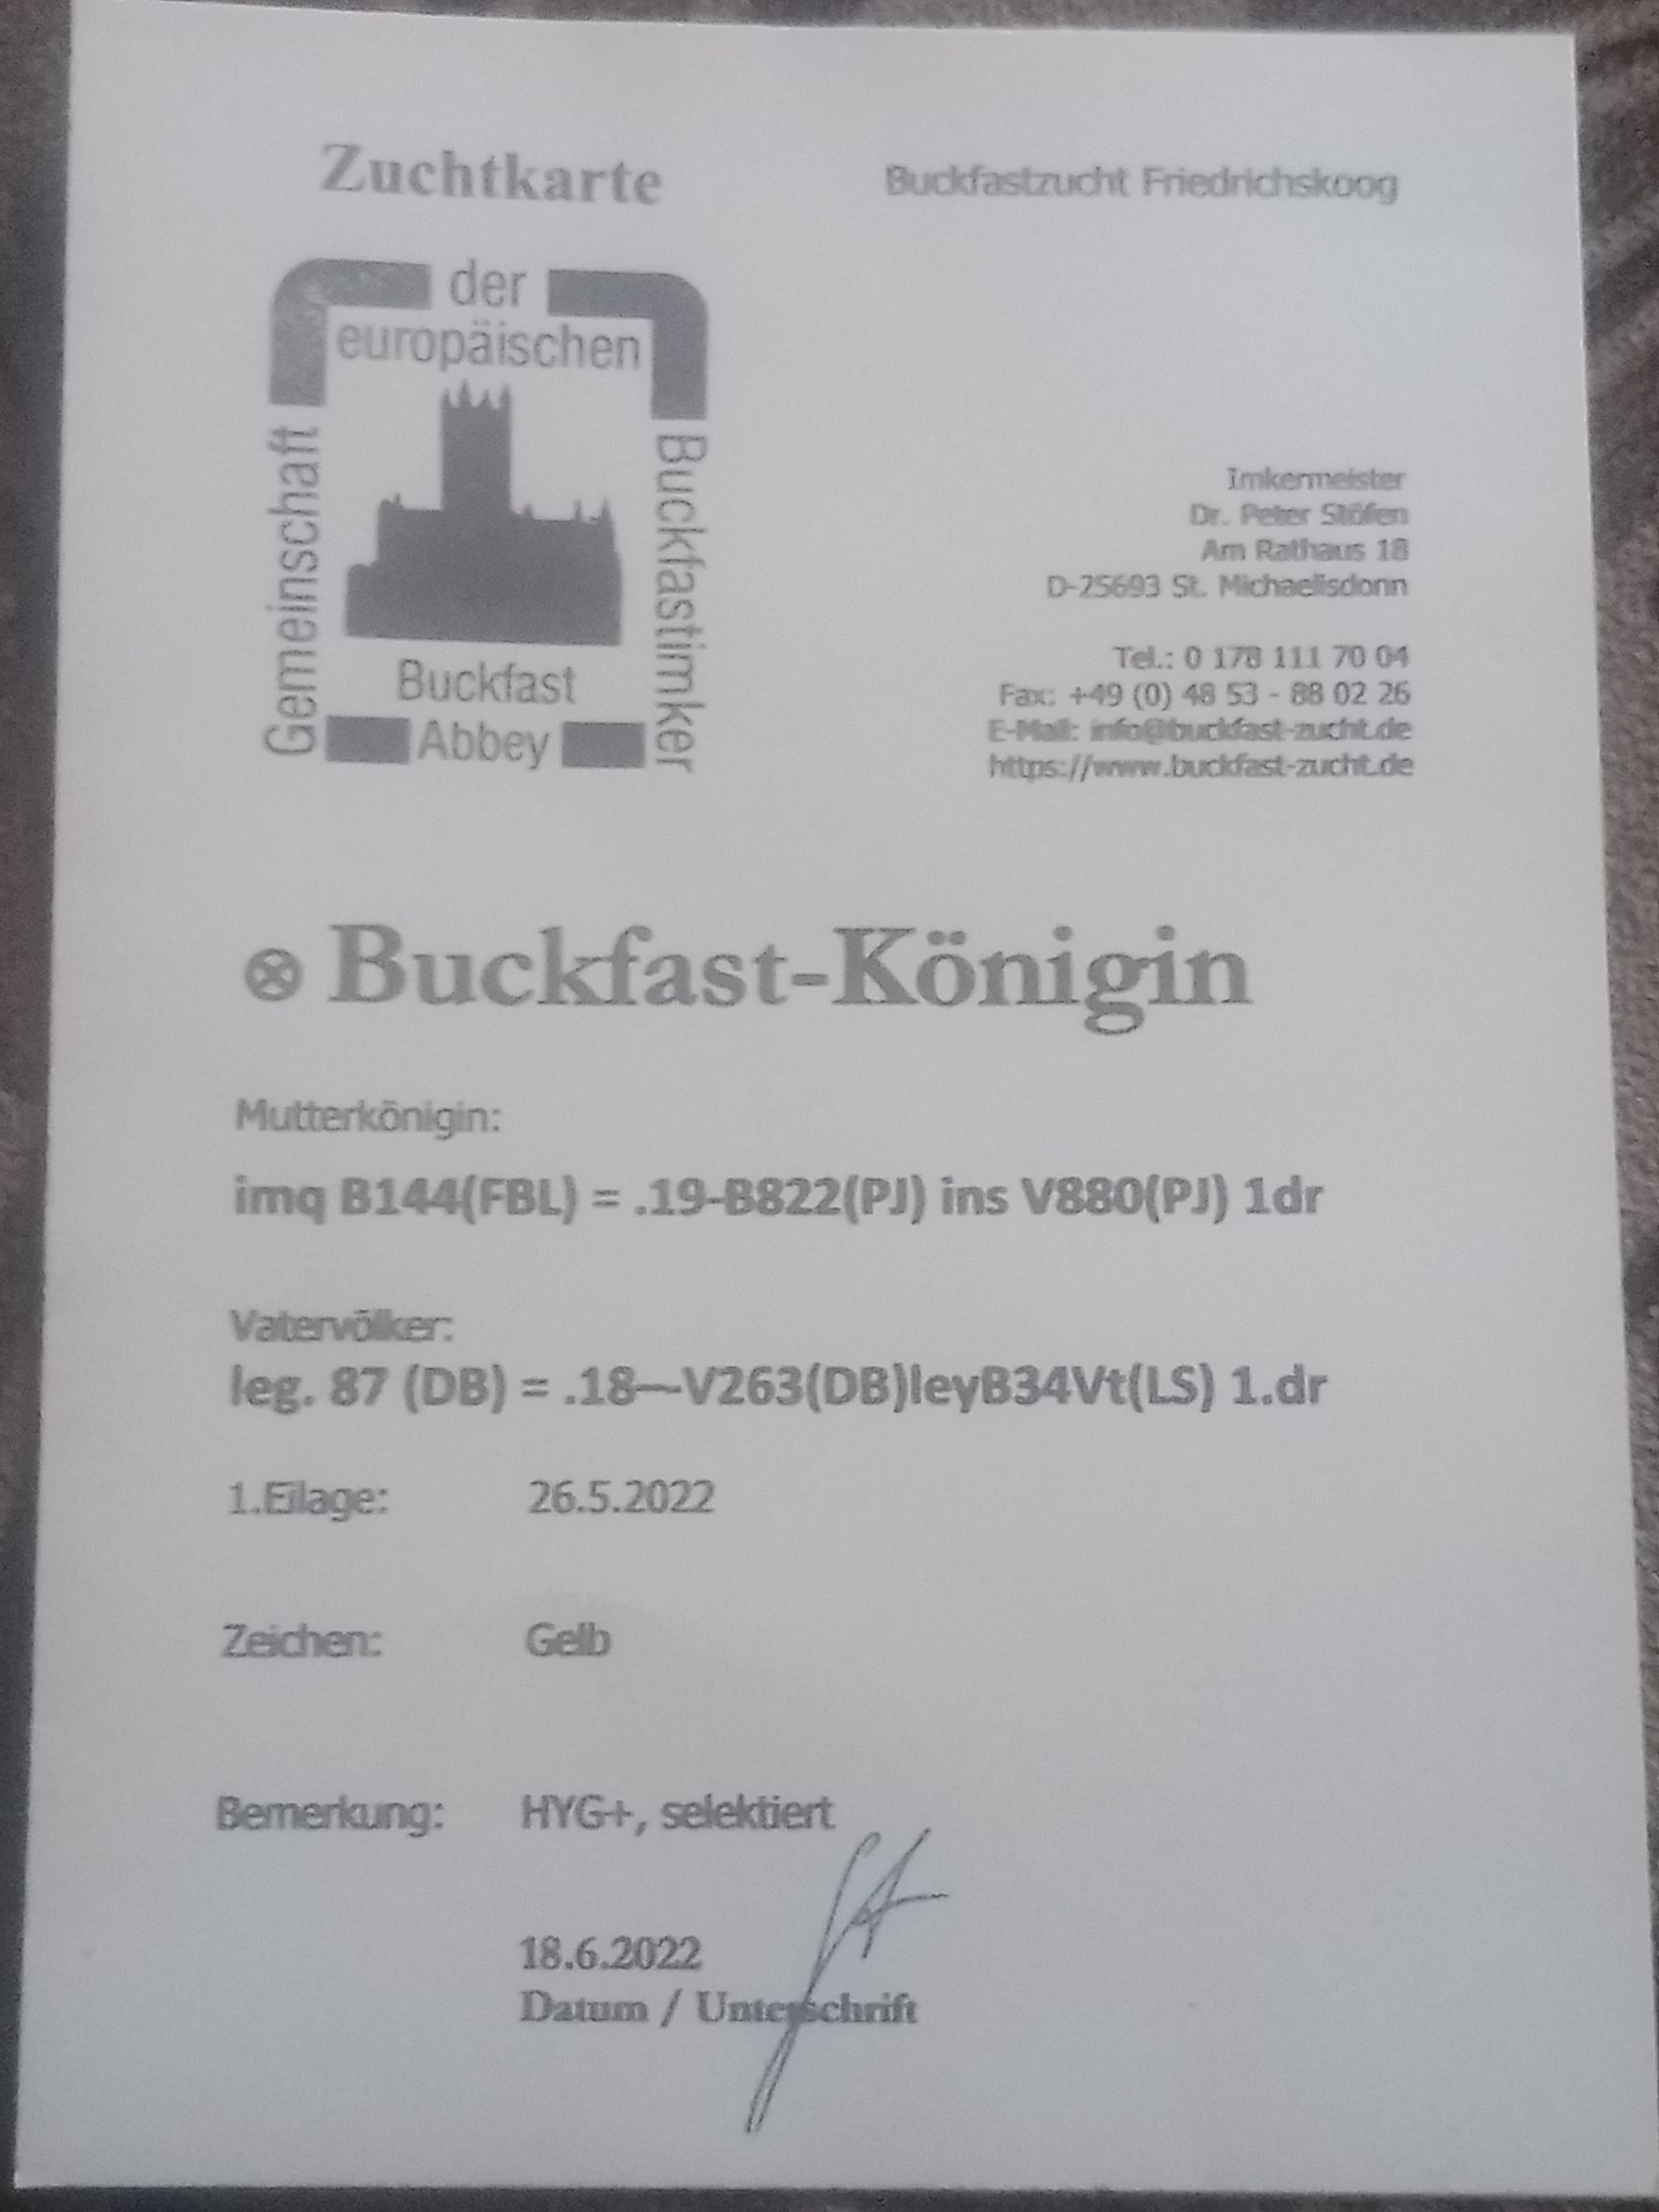 Zuchtkarte
Buckfastzucht Friedrichskoog
der
europäischen
Gemeinschaft
Buckfastimker
Buckfast
Abbey
Imkermeister
Dr. Peter Stöfen
Am Rathaus 18
D-25693 St. Michaelisdonn
Tel.: 0 178 111 70 04
Fax: +49 (0) 48 53 - 88 02 26
E-Mail: info@buckfast-zucht.de
https://www.buckfast-zucht.de
⊗ Buckfast-Königin
Mutterkönigin:
imq B144(FBL) = .19-B822(PJ) ins V880(PJ) 1dr
Vatervölker:
leg. 87 (DB) = .18—-V263(DB)leyB34Vt(LS) 1.dr
1.Eilage: 26.5.2022
Zeichen: Gelb
Bemerkung: HYG+, selektiert
18.6.2022
Datum / Unterschrift